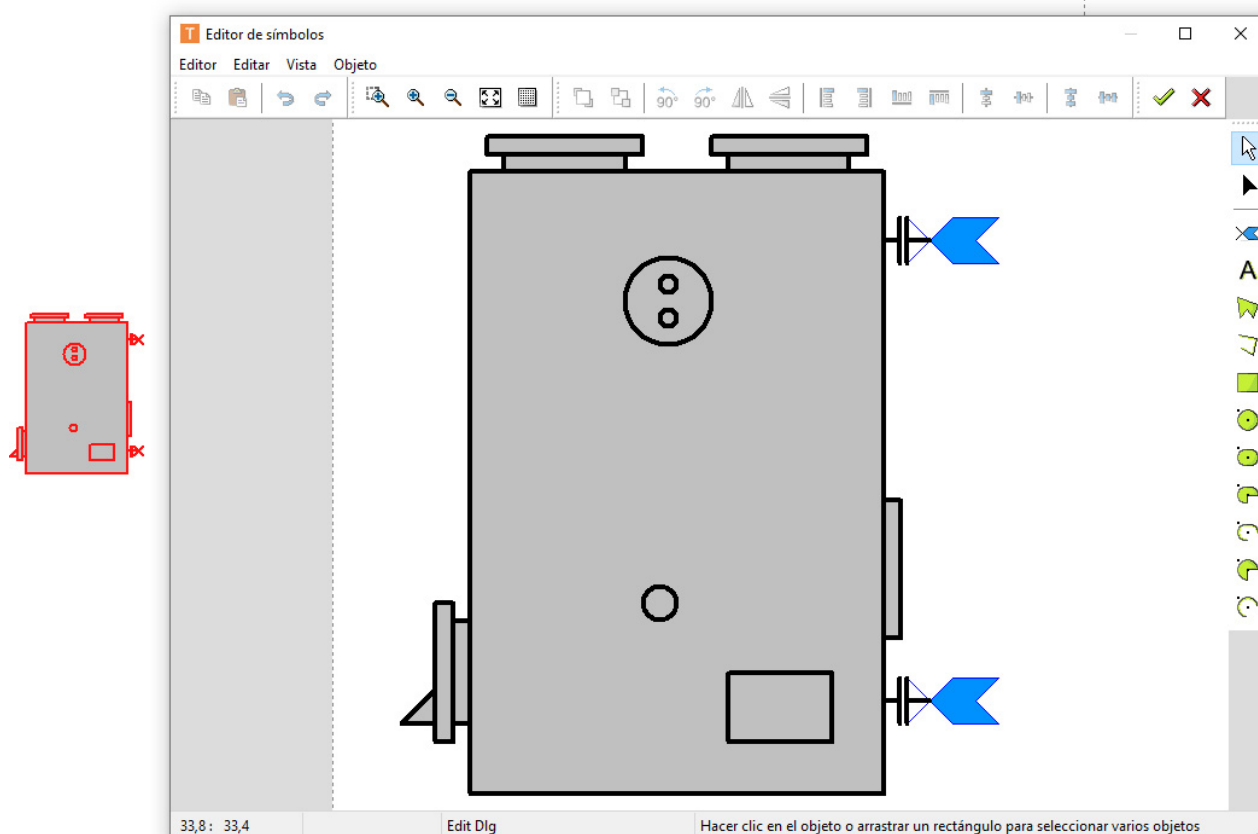 T Editor de símbolos
Editor Editar Vista Objeto
90° 90°
A
33,8 : 33,4 Edit Dlg Hacer clic en el objeto o arrastrar un rectángulo para seleccionar varios objetos